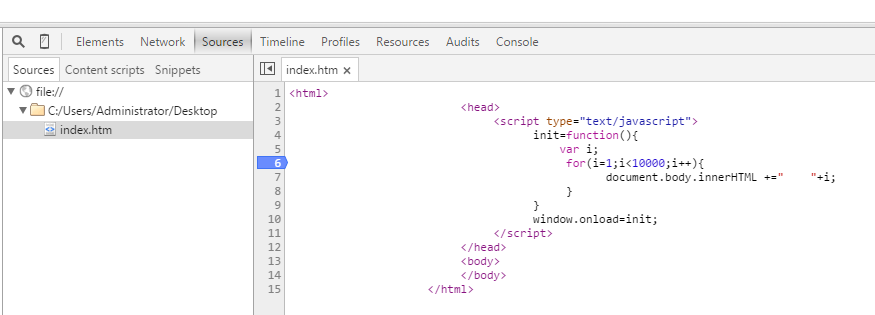 Elements Network Sources Timeline Profiles Resources Audits Console
Sources Content scripts Snippets
index.htm ×
file://
C:/Users/Administrator/Desktop
index.htm
1 <html>
2 <head>
3 <script type="text/javascript">
4 init=function(){
5 var i;
6 for(i=1;i<10000;i++){
7 document.body.innerHTML +="    "+i;
8 }
9 }
10 window.onload=init;
11 </script>
12 </head>
13 <body>
14 </body>
15 </html>